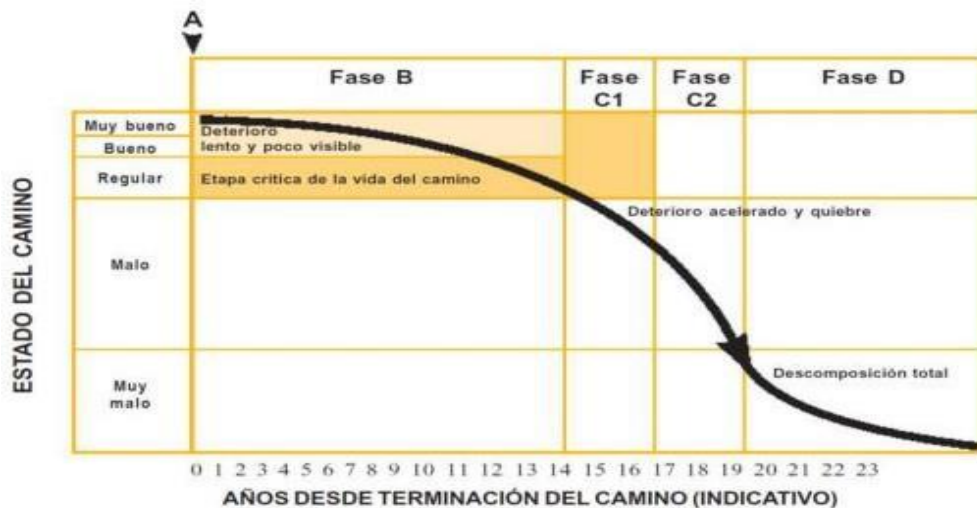 A
Fase B
Fase
C1
Fase
C2
Fase D
Muy bueno
Bueno
Regular
Malo
Muy
malo
ESTADO DEL CAMINO
Deterioro
lento y poco visible
Etapa critica de la vida del camino
Deterioro acelerado y quiebre
Descomposición total
0 1 2 3 4 5 6 7 8 9 10 11 12 13 14 15 16 17 18 19 20 21 22 23
AÑOS DESDE TERMINACIÓN DEL CAMINO (INDICATIVO)